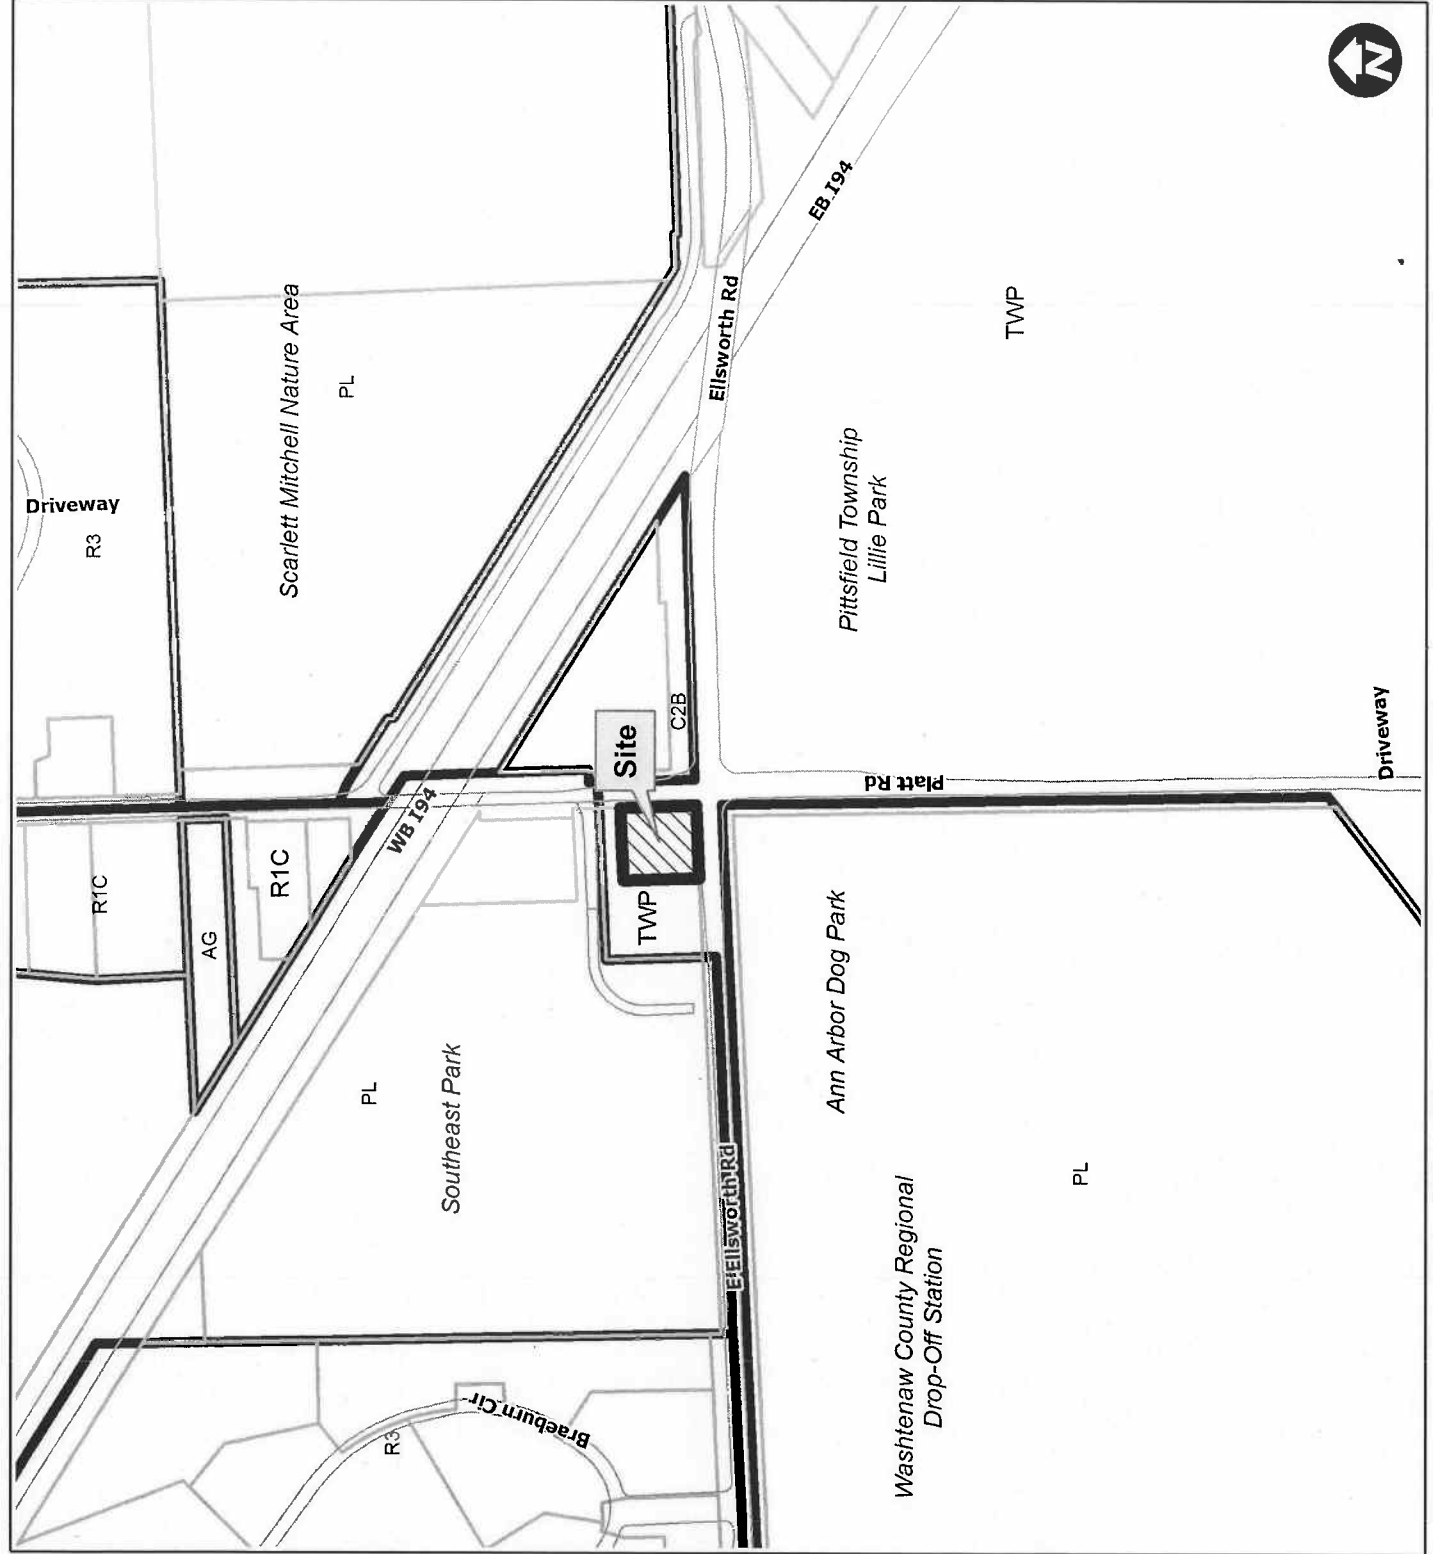 R1C
R3
Driveway
AG
R1C
Scarlett Mitchell Nature Area
PL
R3
PL
WB I94
Southeast Park
Braeburn Cir
TWP
Site
C2B
E Ellsworth Rd
Ellsworth Rd
EB I94
Ann Arbor Dog Park
Pittsfield Township
Lillie Park
Platt Rd
Washtenaw County Regional
Drop-Off Station
TWP
PL
Driveway
N